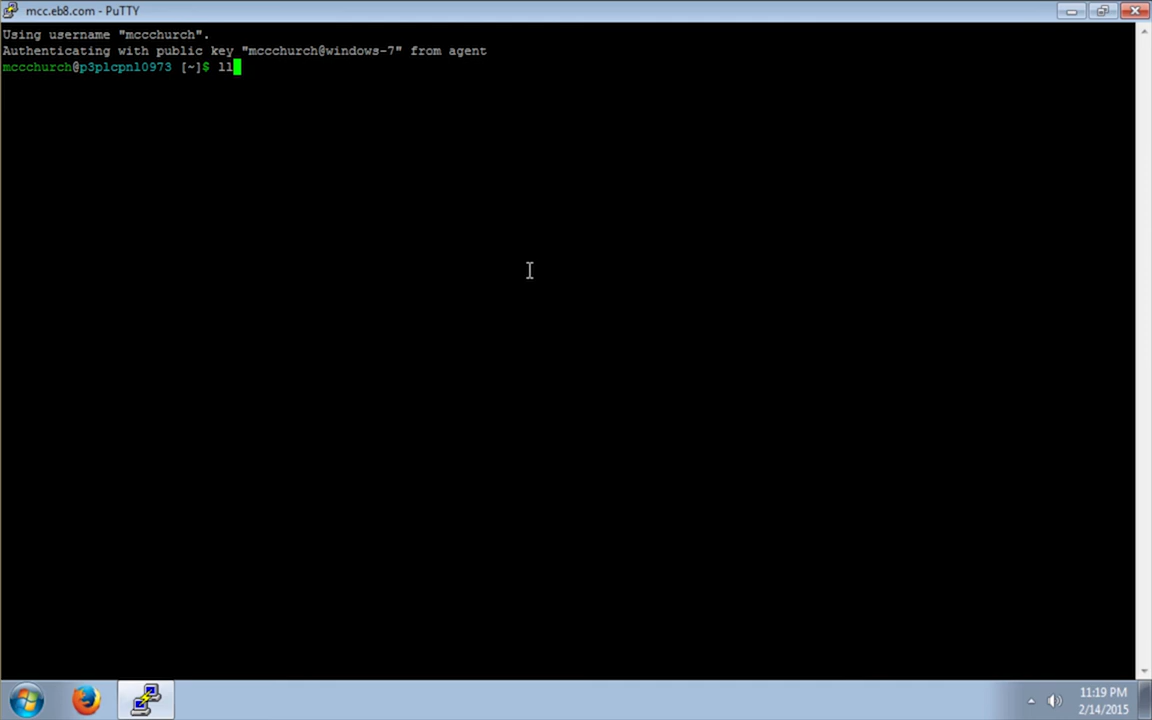 mcc.eb8.com - PuTTY
Using username "mccchurch".
Authenticating with public key "mccchurch@windows-7" from agent
mccchurch@p3plcpnl0973 [~]$ ll
11:19 PM
2/14/2015